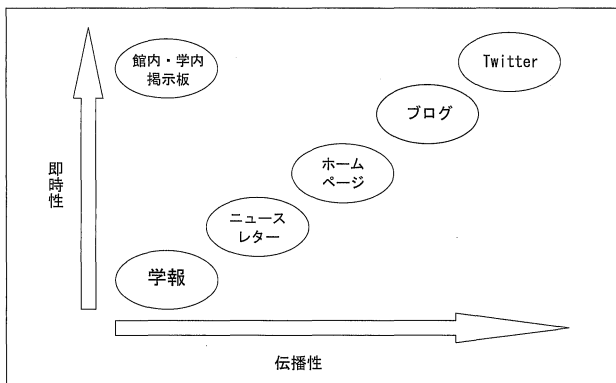 館内・学内
掲示板
Twitter
ブログ
ホーム
ページ
ニュース
レター
学報
即時性
伝播性